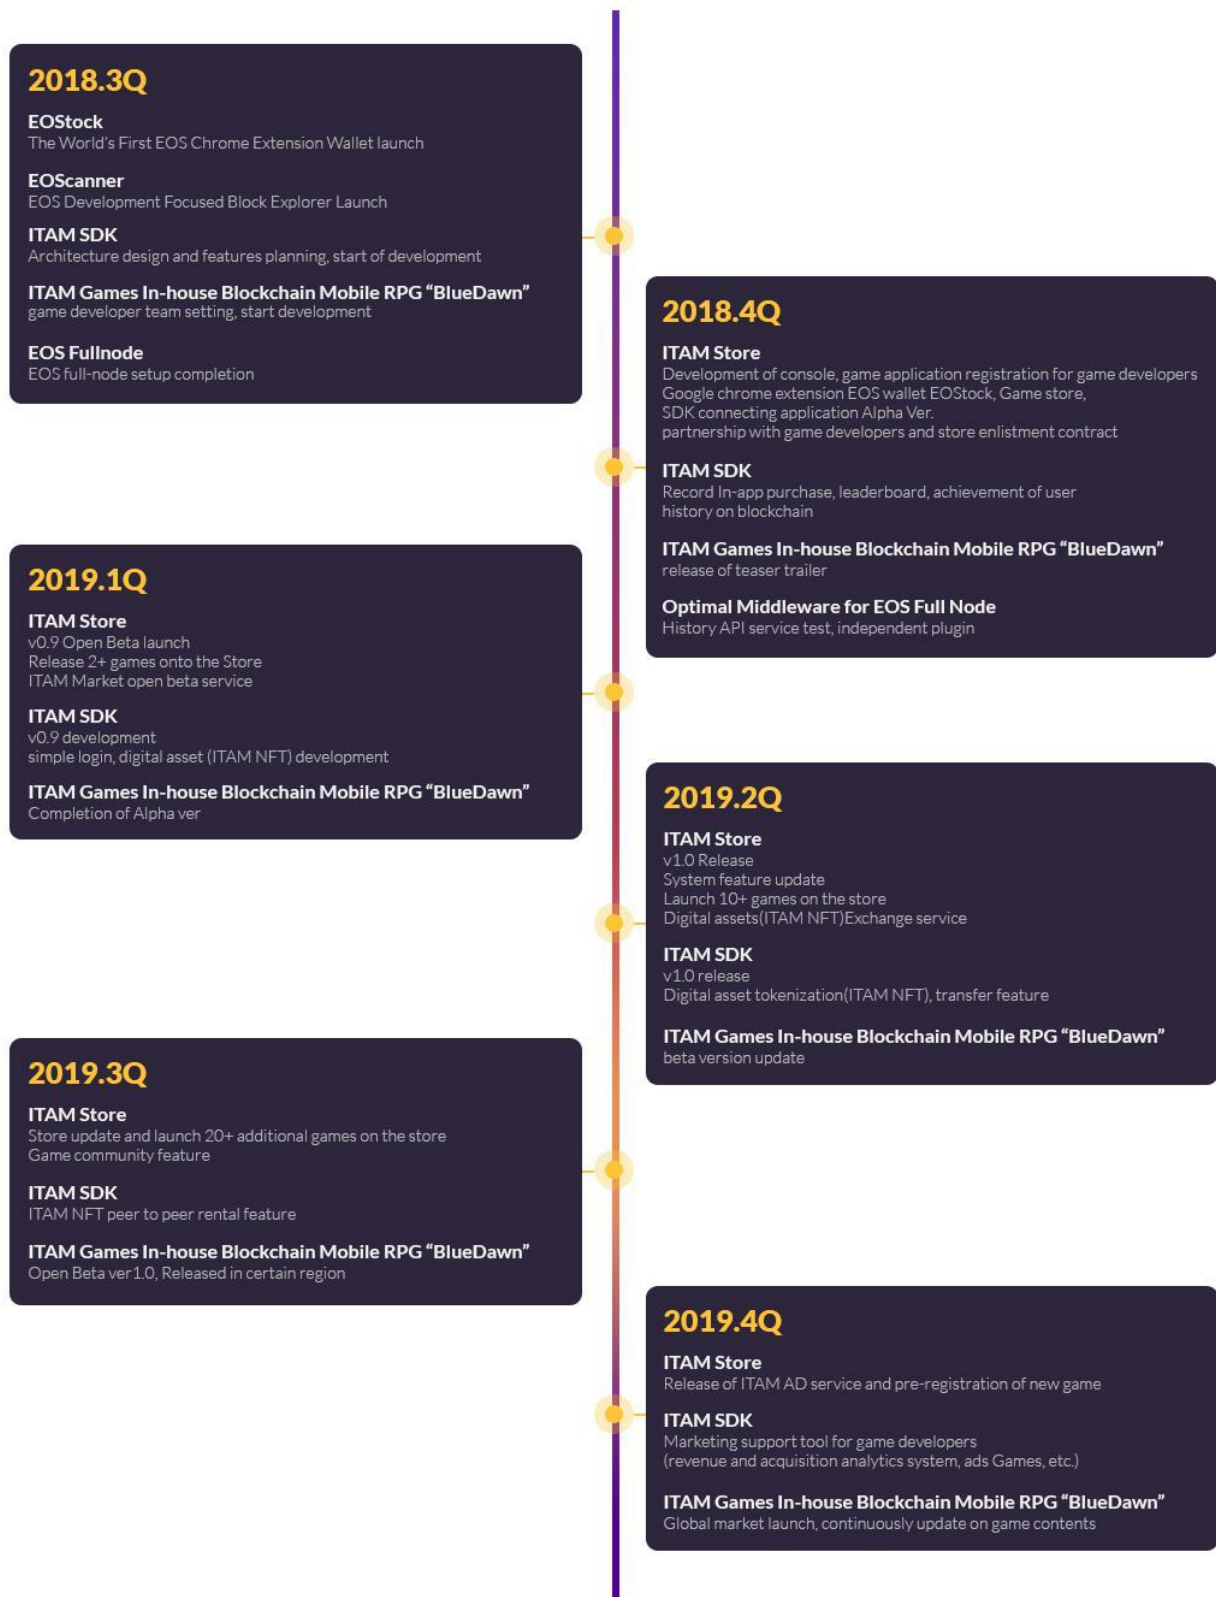 2018.3Q
EOStock
The World's First EOS Chrome Extension Wallet launch
EOScanner
EOS Development Focused Block Explorer Launch
ITAM SDK
Architecture design and features planning, start of development
ITAM Games In-house Blockchain Mobile RPG “BlueDawn”
game developer team setting, start development
EOS Fullnode
EOS full-node setup completion
2018.4Q
ITAM Store
Development of console, game application registration for game developers
Google chrome extension EOS wallet EOStock, Game store,
SDK connecting application Alpha Ver.
partnership with game developers and store enlistment contract
ITAM SDK
Record In-app purchase, leaderboard, achievement of user
history on blockchain
ITAM Games In-house Blockchain Mobile RPG “BlueDawn”
release of teaser trailer
Optimal Middleware for EOS Full Node
History API service test, independent plugin
2019.1Q
ITAM Store
v0.9 Open Beta launch
Release 2+ games onto the Store
ITAM Market open beta service
ITAM SDK
v0.9 development
simple login, digital asset (ITAM NFT) development
ITAM Games In-house Blockchain Mobile RPG “BlueDawn”
Completion of Alpha ver
2019.2Q
ITAM Store
v1.0 Release
System feature update
Launch 10+ games on the store
Digital assets(ITAM NFT)Exchange service
ITAM SDK
v1.0 release
Digital asset tokenization(ITAM NFT), transfer feature
ITAM Games In-house Blockchain Mobile RPG “BlueDawn”
beta version update
2019.3Q
ITAM Store
Store update and launch 20+ additional games on the store
Game community feature
ITAM SDK
ITAM NFT peer to peer rental feature
ITAM Games In-house Blockchain Mobile RPG “BlueDawn”
Open Beta ver1.0, Released in certain region
2019.4Q
ITAM Store
Release of ITAM AD service and pre-registration of new game
ITAM SDK
Marketing support tool for game developers
(revenue and acquisition analytics system, ads Games, etc.)
ITAM Games In-house Blockchain Mobile RPG “BlueDawn”
Global market launch, continuously update on game contents